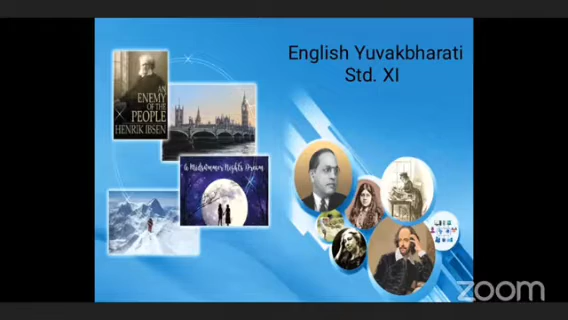 English Yuvakbharati
Std. XI
AN
ENEMY
OF THE
PEOPLE
HENRIK IBSEN
A Midsummer Night's Dream
zoom